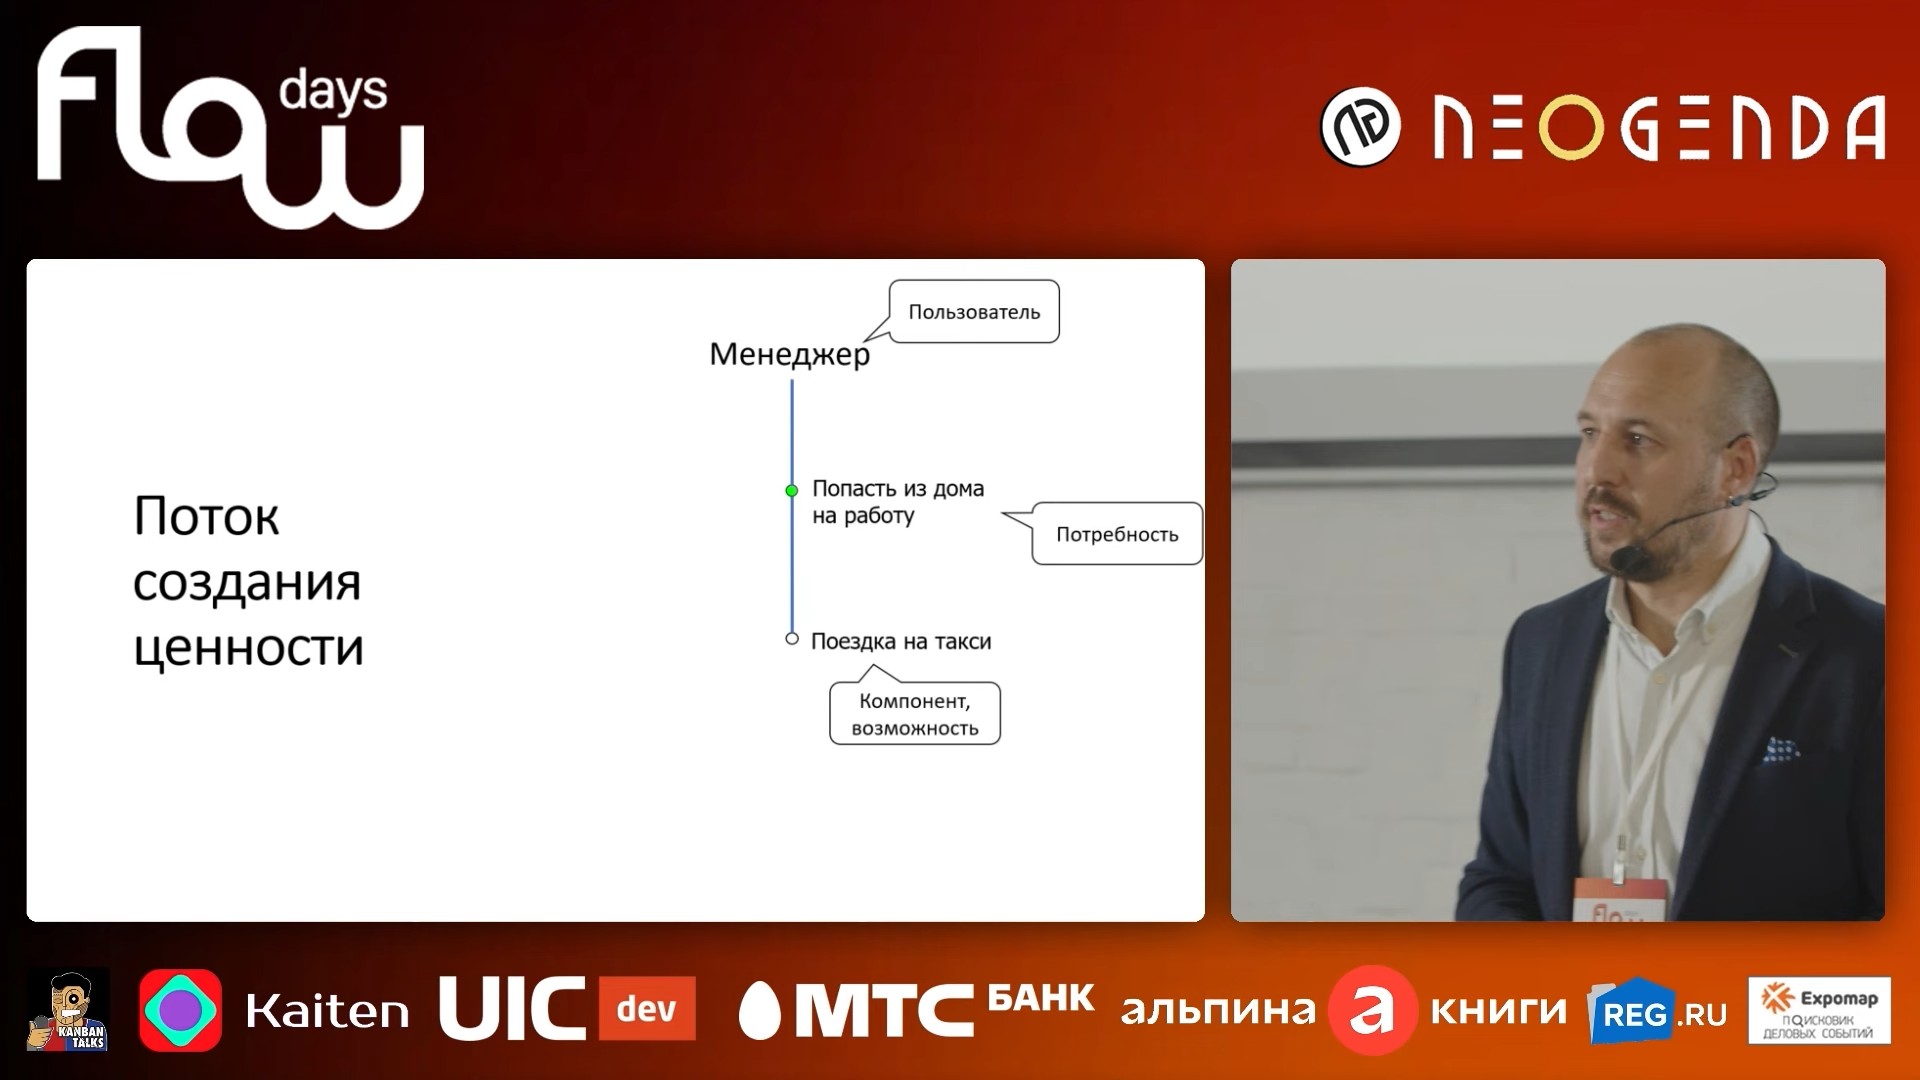 flow
days
NEOGENDA
Поток
создания
ценности
Пользователь
Менеджер
Попасть из дома
на работу
Потребность
Поездка на такси
Компонент,
возможность
flow
KANBAN
TALKS
Kaiten
UIC dev
МТС БАНК
альпина а книги
REG.RU
Expomap
ПОИСКОВИК
ДЕЛОВЫХ СОБЫТИЙ